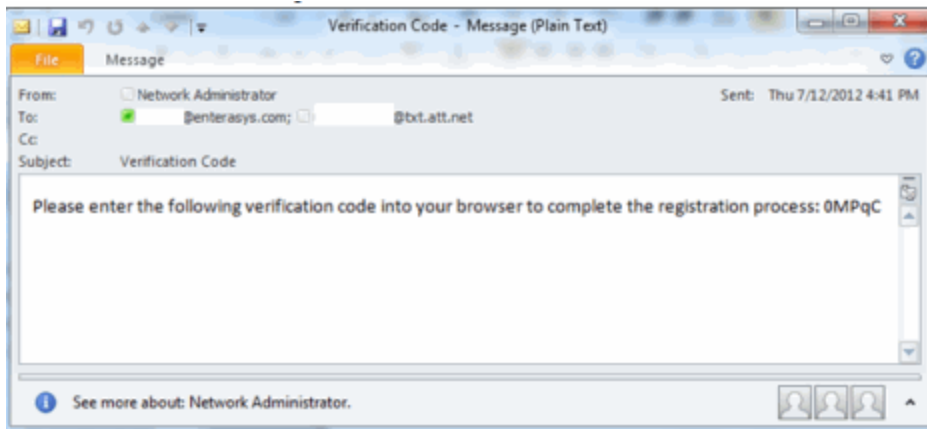 Verification Code - Message (Plain Text)
File Message
From: Network Administrator Sent: Thu 7/12/2012 4:41 PM
To: @enterasys.com; @txt.att.net
Cc:
Subject: Verification Code
Please enter the following verification code into your browser to complete the registration process: 0MPqC
See more about: Network Administrator.